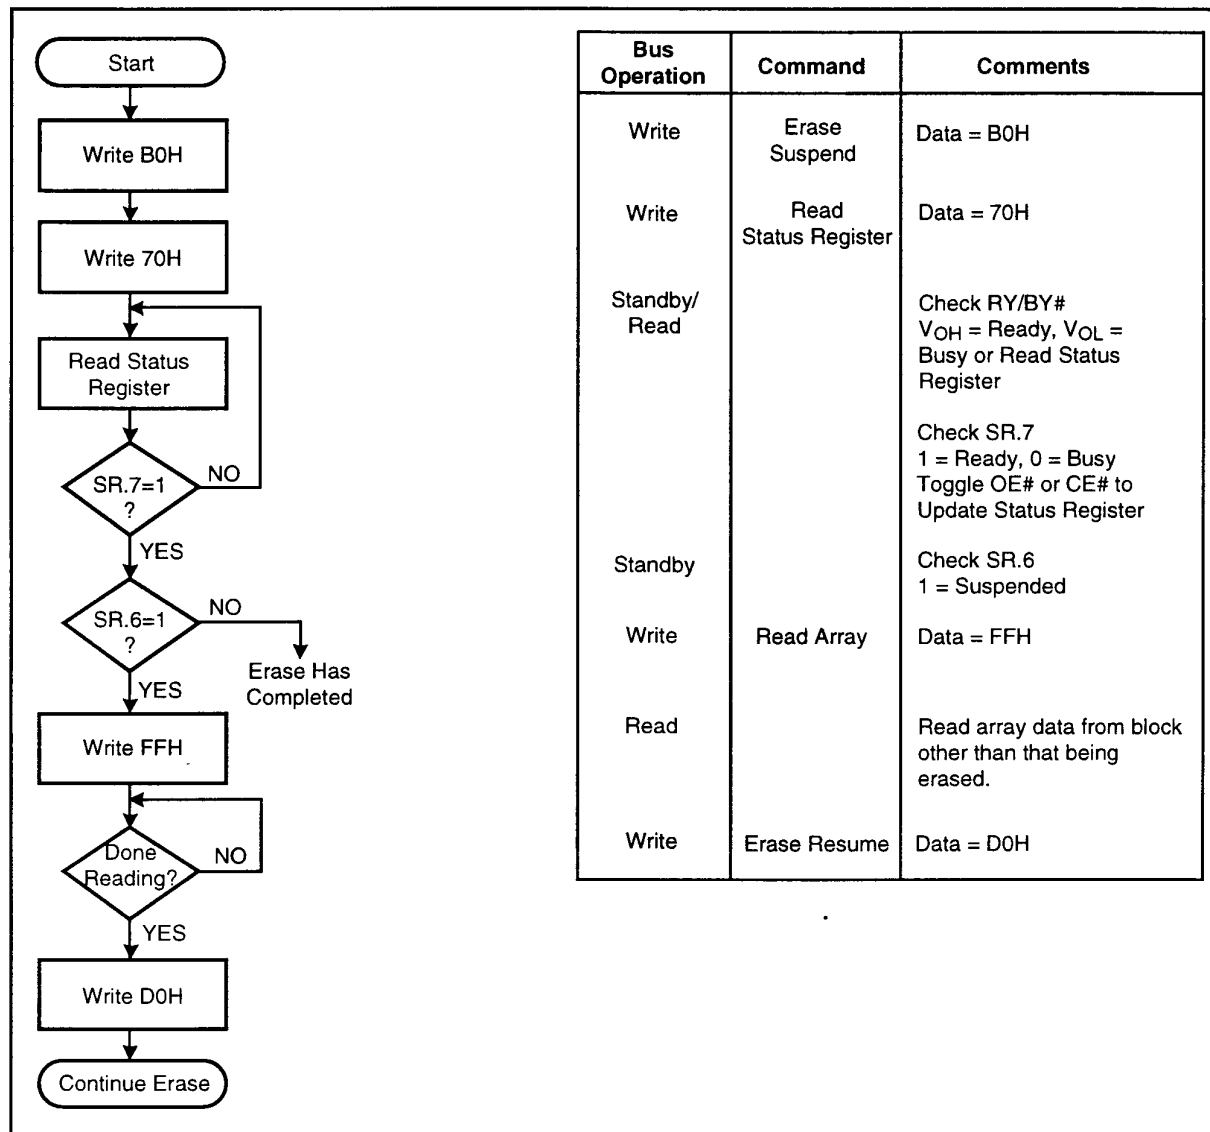 Start
Write B0H
Write 70H
Read Status
Register
SR.7=1
?
NO
YES
SR.6=1
?
NO
Erase Has
Completed
YES
Write FFH
Done
Reading?
NO
YES
Write D0H
Continue Erase
Bus
Operation
Command
Comments
Write
Erase
Suspend
Data = B0H
Write
Read
Status Register
Data = 70H
Standby/
Read
Check RY/BY#
VOH = Ready, VOL =
Busy or Read Status
Register
Check SR.7
1 = Ready, 0 = Busy
Toggle OE# or CE# to
Update Status Register
Standby
Check SR.6
1 = Suspended
Write
Read Array
Data = FFH
Read
Read array data from block
other than that being
erased.
Write
Erase Resume
Data = D0H